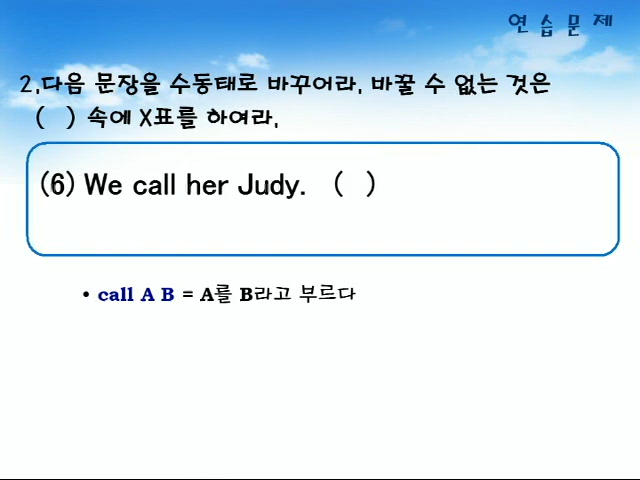 연 습 문 제
2.다음 문장을 수동태로 바꾸어라. 바꿀 수 없는 것은
(   ) 속에 X표를 하여라.
(6) We call her Judy.   (   )
• call A B = A를 B라고 부르다